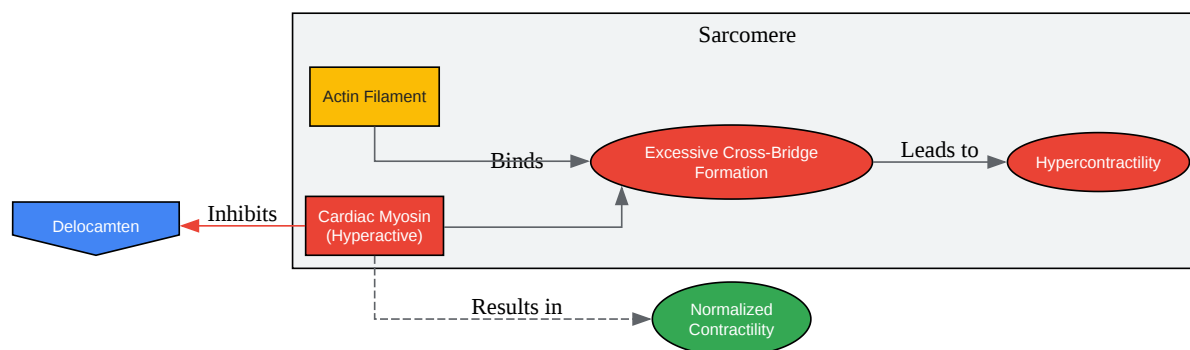 Sarcomere
Actin Filament
Binds
Excessive Cross-Bridge
Formation
Leads to
Hypercontractility
Delocamten
Inhibits
Cardiac Myosin
(Hyperactive)
Results in
Normalized
Contractility